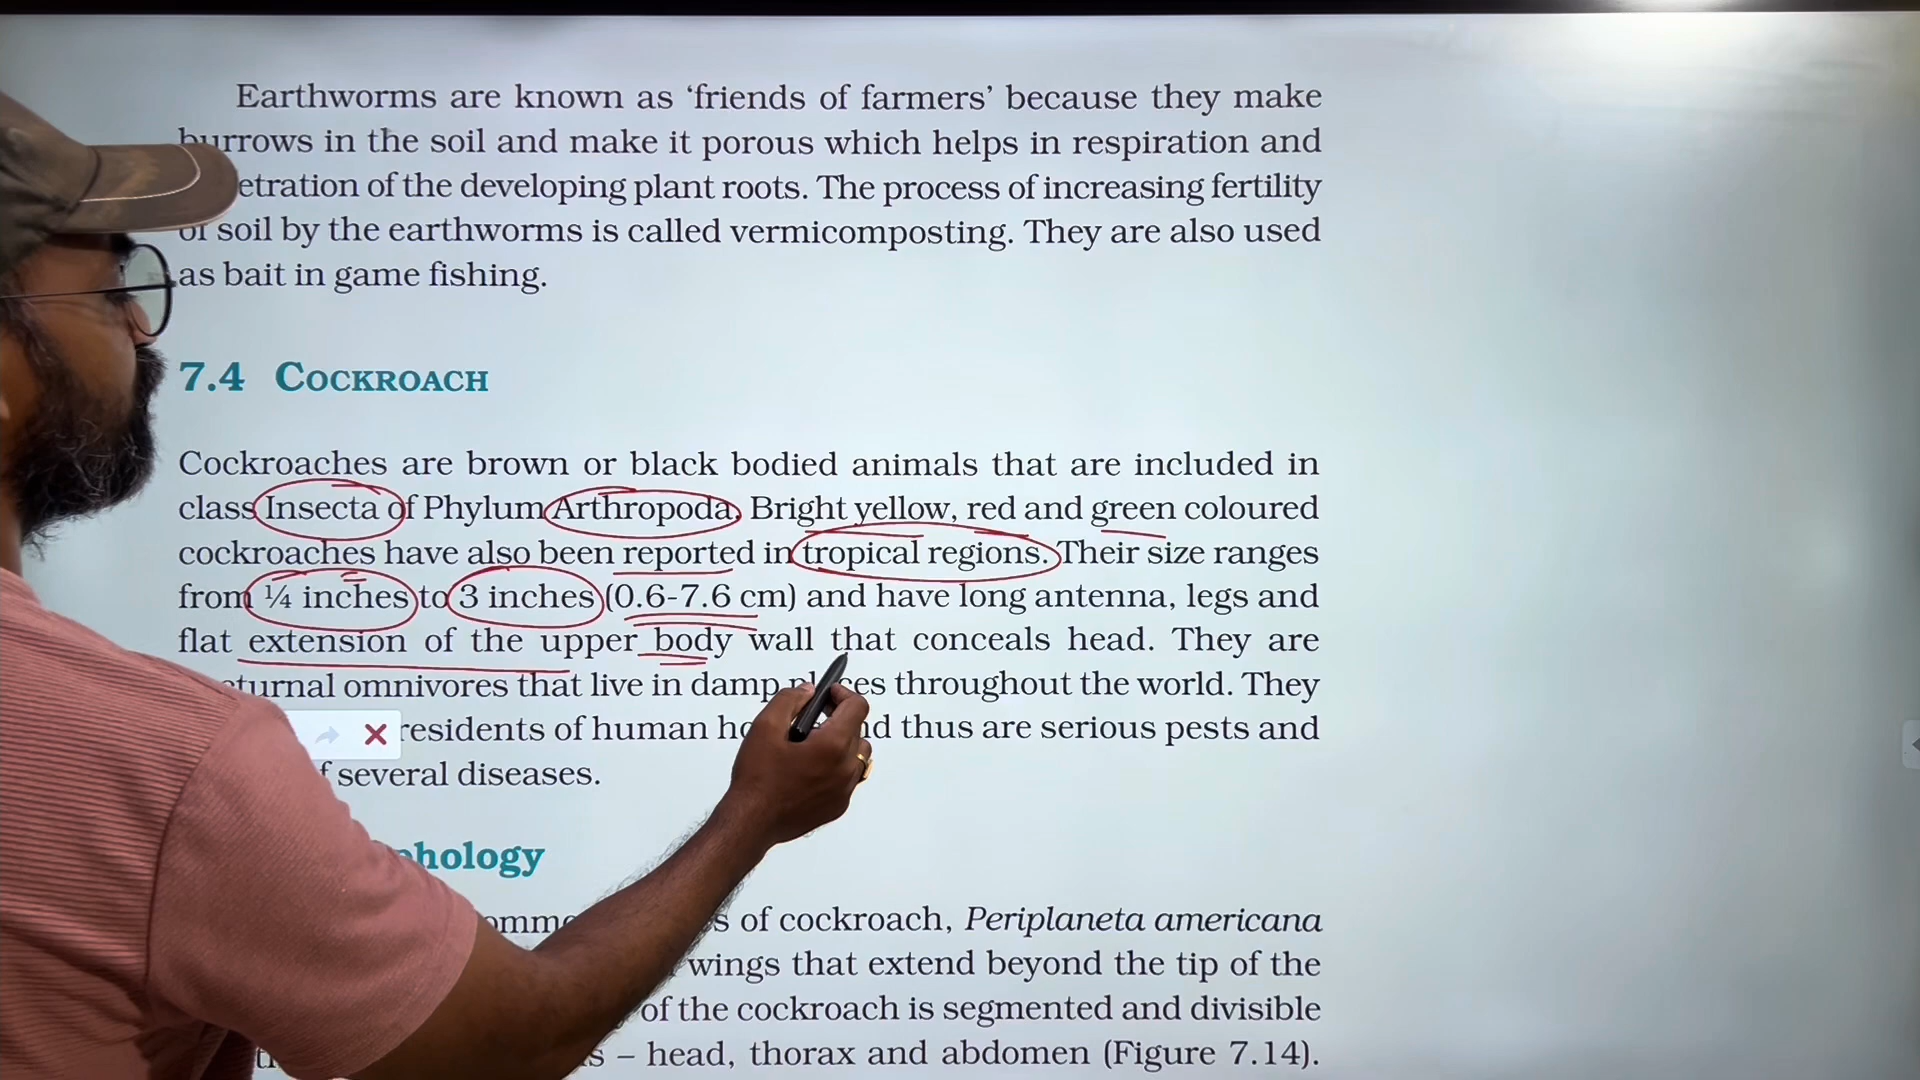 Earthworms are known as ‘friends of farmers’ because they make
burrows in the soil and make it porous which helps in respiration and
etration of the developing plant roots. The process of increasing fertility
of soil by the earthworms is called vermicomposting. They are also used
as bait in game fishing.
7.4 COCKROACH
Cockroaches are brown or black bodied animals that are included in
class Insecta of Phylum Arthropoda. Bright yellow, red and green coloured
cockroaches have also been reported in tropical regions. Their size ranges
from ¼ inches to 3 inches (0.6-7.6 cm) and have long antenna, legs and
flat extension of the upper body wall that conceals head. They are
turnal omnivores that live in damp places throughout the world. They
residents of human and thus are serious pests and
several diseases.
hology
of cockroach, Periplaneta americana
wings that extend beyond the tip of the
of the cockroach is segmented and divisible
– head, thorax and abdomen (Figure 7.14).